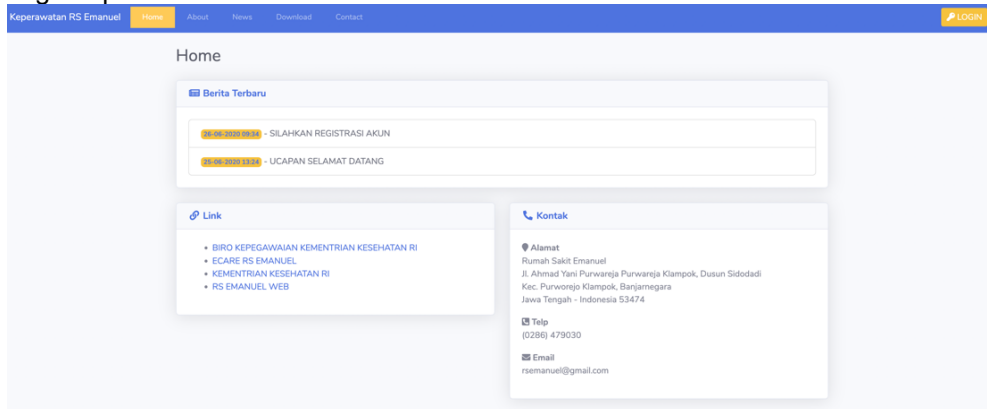 Keperawatan RS Emanuel Home About News Download Contact LOGIN
Home
Berita Terbaru
26-06-2020 09:34 - SILAHKAN REGISTRASI AKUN
25-06-2020 13:24 - UCAPAN SELAMAT DATANG
Link
• BIRO KEPEGAWAIAN KEMENTRIAN KESEHATAN RI
• ECARE RS EMANUEL
• KEMENTRIAN KESEHATAN RI
• RS EMANUEL WEB
Kontak
Alamat
Rumah Sakit Emanuel
Jl. Ahmad Yani Purwareja Purwareja Klampok, Dusun Sidodadi
Kec. Purworejo Klampok, Banjarnegara
Jawa Tengah - Indonesia 53474
Telp
(0286) 479030
Email
rsemanuel@gmail.com